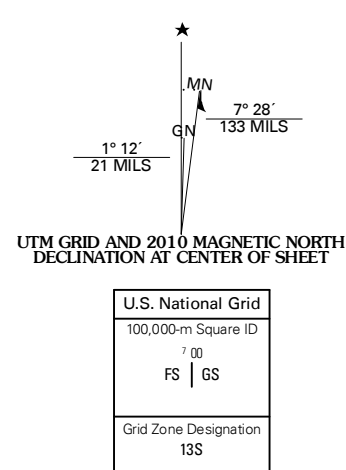 ★
.MN
7° 28´
133 MILS
GN
1° 12´
21 MILS
UTM GRID AND 2010 MAGNETIC NORTH
DECLINATION AT CENTER OF SHEET
U.S. National Grid
100,000-m Square ID
7 00
FS | GS
Grid Zone Designation
13S